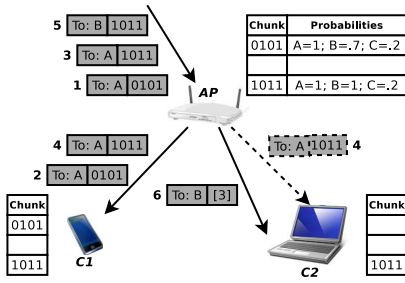 5 To: B 1011
Chunk Probabilities
3 To: A 1011
0101 A=1; B=.7; C=.2
1 To: A 0101
AP
1011 A=1; B=1; C=.2
4 To: A 1011
To: A 1011 4
2 To: A 0101
6 To: B [3]
Chunk
0101
1011
C1
C2
Chunk
1011